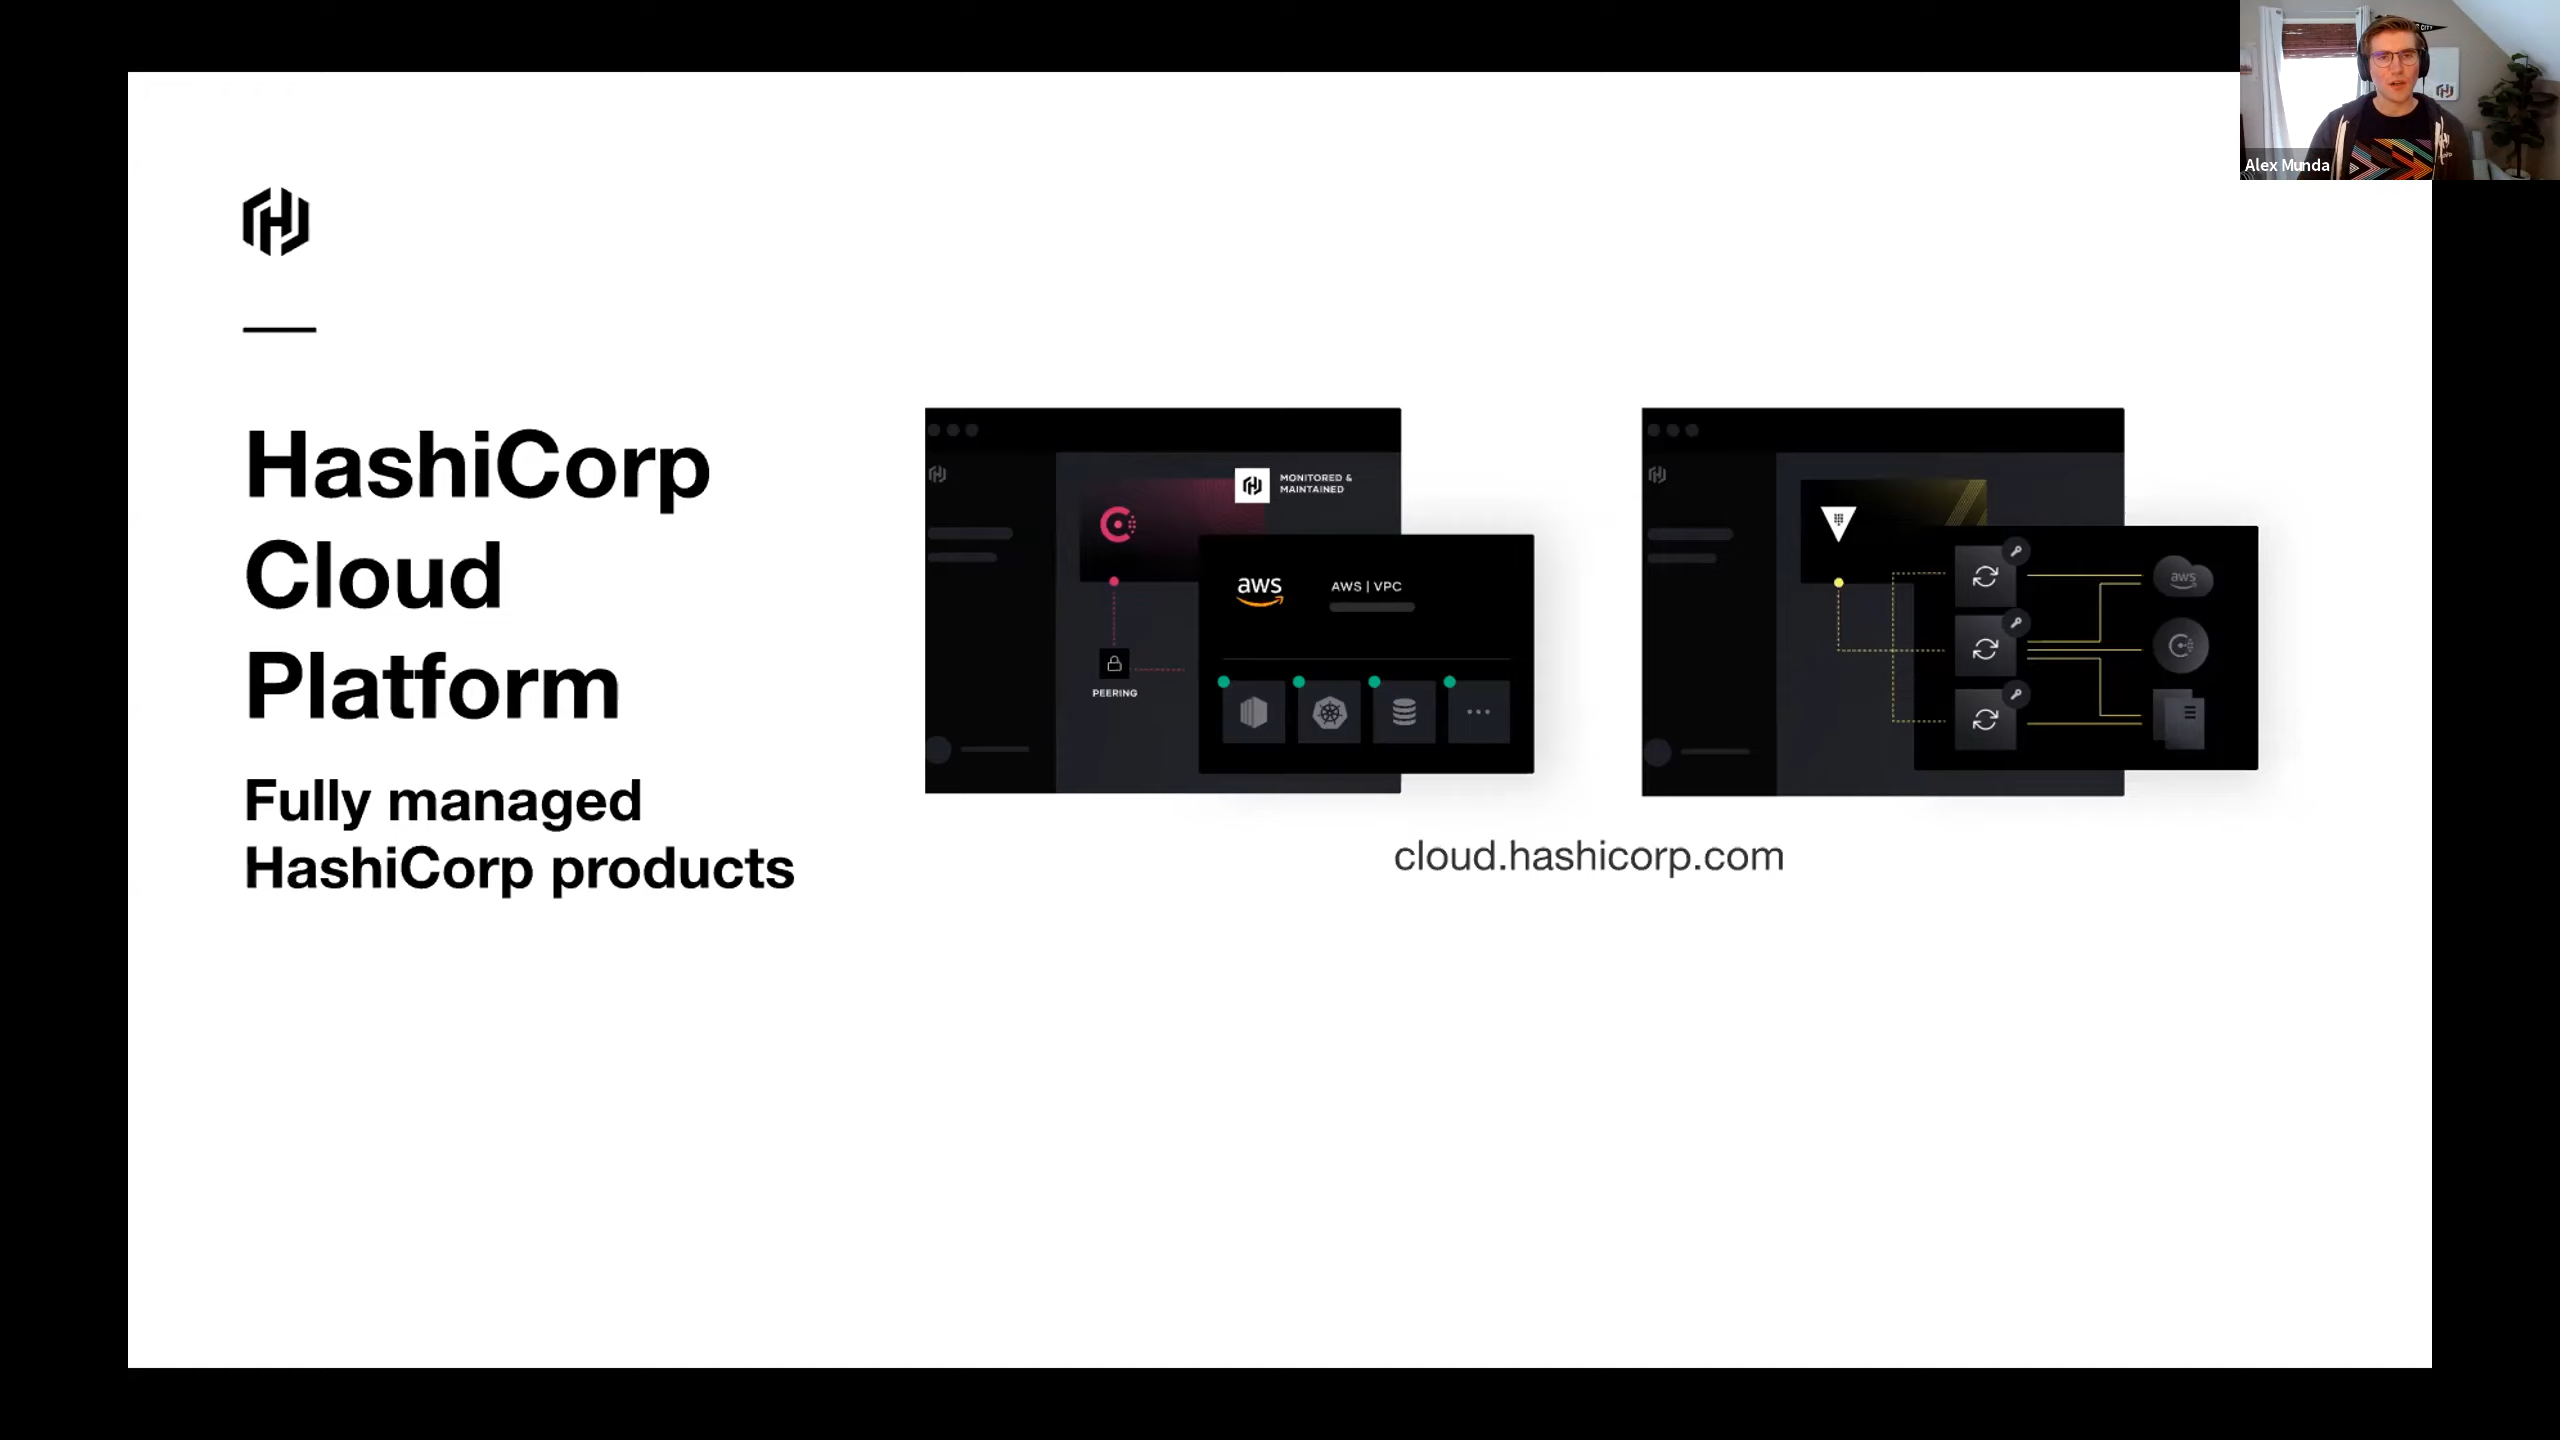 Alex Munda
HashiCorp
Cloud
Platform
Fully managed
HashiCorp products
MONITORED &
MAINTAINED
aws
AWS | VPC
PEERING
aws
cloud.hashicorp.com